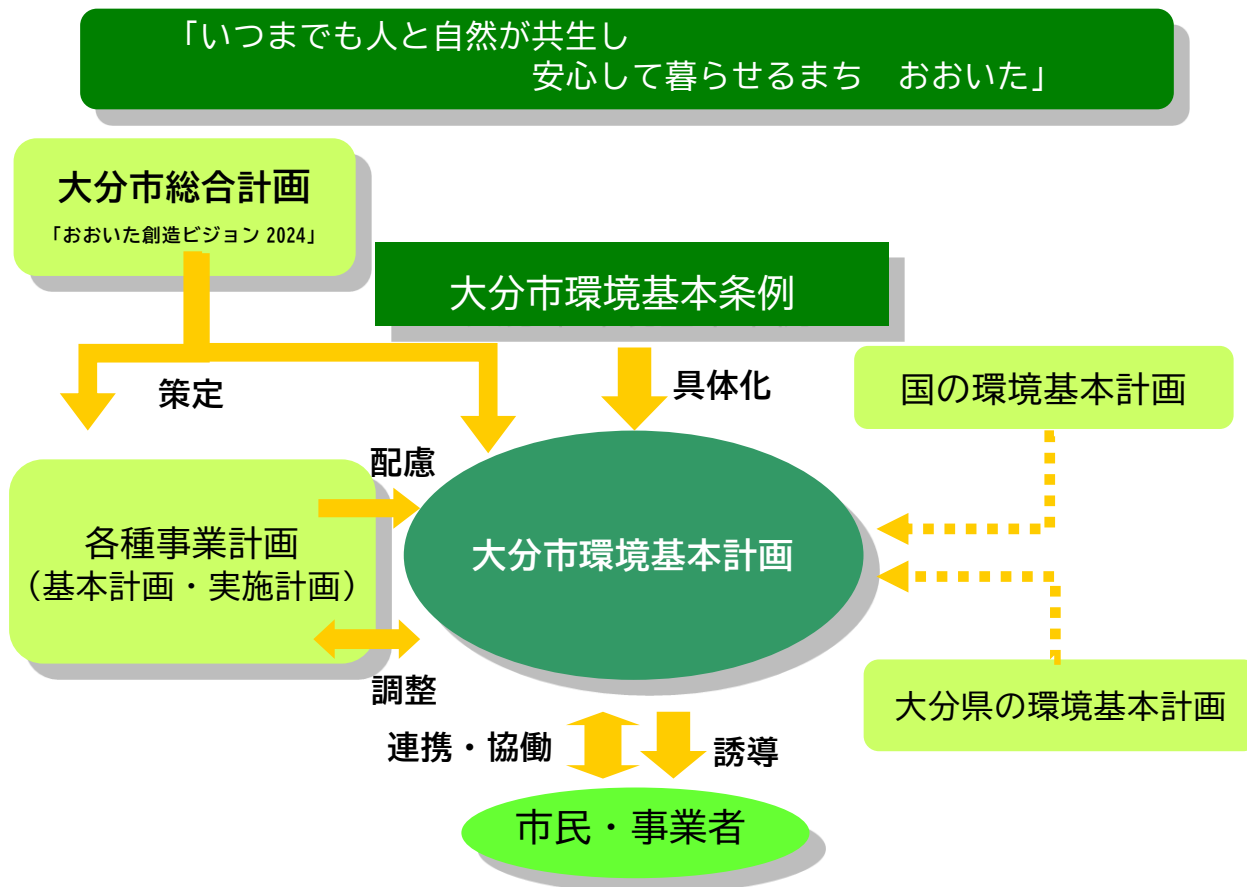 「いつまでも人と自然が共生し
安心して暮らせるまち　おおいた」
大分市総合計画
「おおいた創造ビジョン 2024」
大分市環境基本条例
策定
具体化
国の環境基本計画
配慮
各種事業計画
（基本計画・実施計画）
大分市環境基本計画
調整
大分県の環境基本計画
連携・協働
誘導
市民・事業者